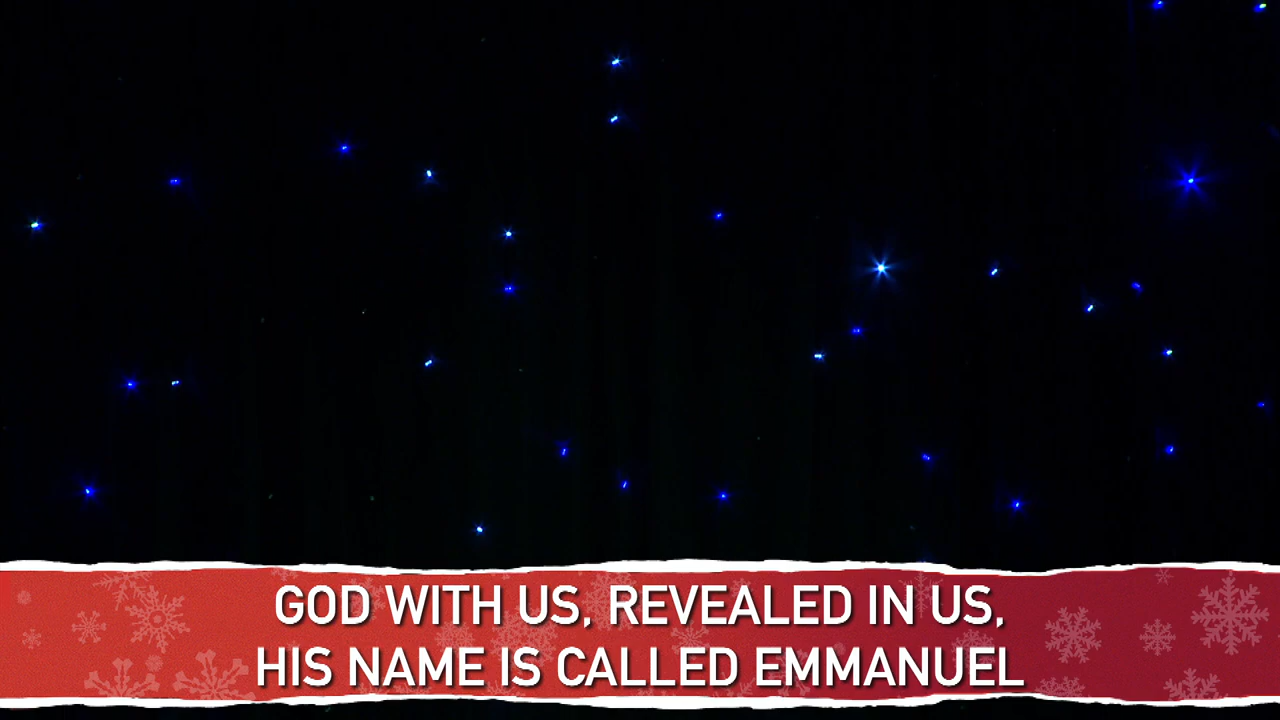 GOD WITH US, REVEALED IN US,
HIS NAME IS CALLED EMMANUEL